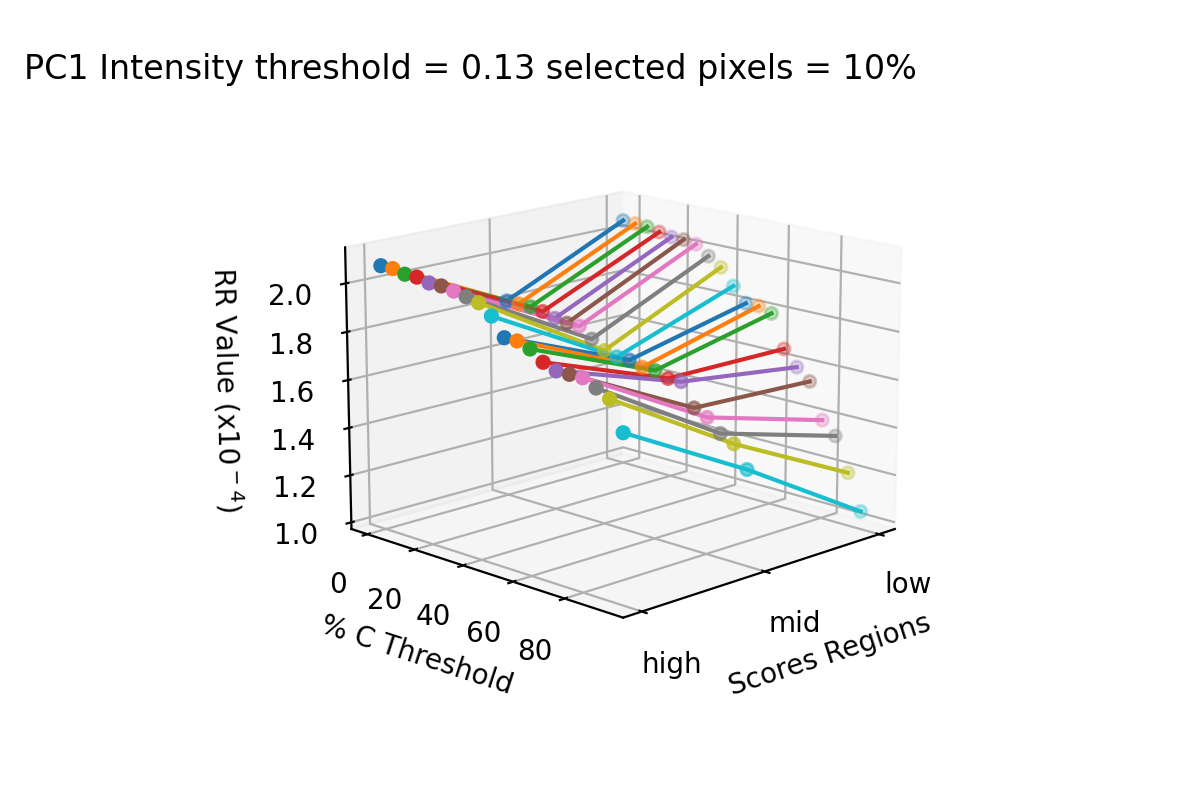 PC1 Intensity threshold = 0.13 selected pixels = 10%
RR Value (x10⁻⁴)
2.0
1.8
1.6
1.4
1.2
1.0
0
20
40
60
80
% C Threshold
high
mid
low
Scores Regions